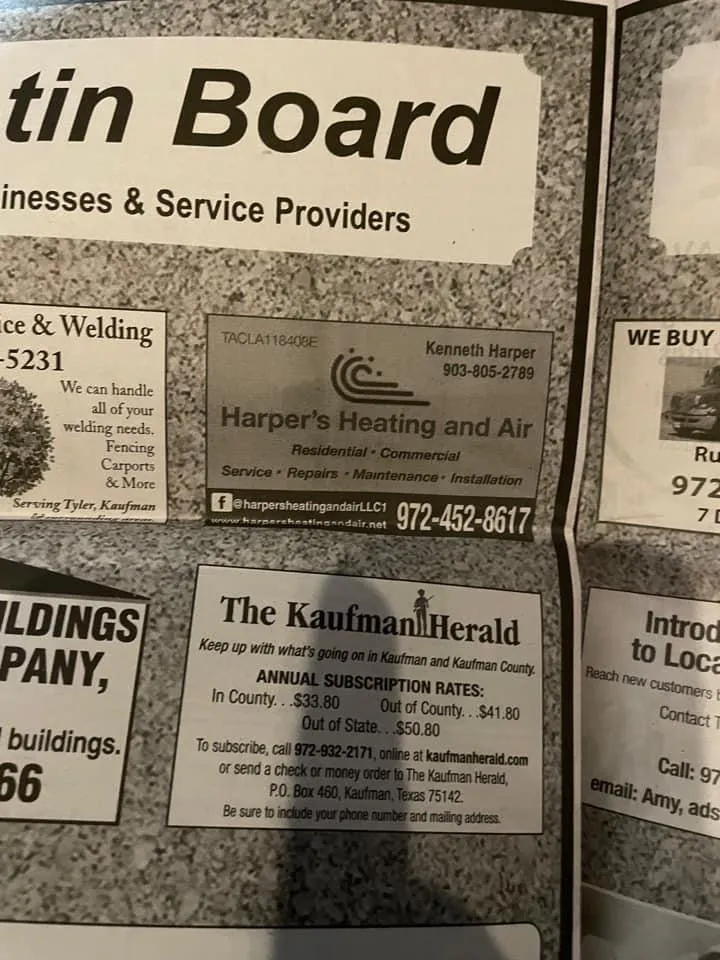 tin Board
inesses & Service Providers
ice & Welding
-5231
We can handle
all of your
welding needs.
Fencing
Carports
& More
Serving Tyler, Kaufman
TACLA118408E
Kenneth Harper
903-805-2789
Harper's Heating and Air
Residential • Commercial
Service • Repairs • Maintenance • Installation
f @harpersheatingandairLLC1
www.harpersheatingandair.net
972-452-8617
WE BUY
Ru
972
7 D
ILDINGS
PANY,
l buildings.
66
The Kaufman Herald
Keep up with what's going on in Kaufman and Kaufman County.
ANNUAL SUBSCRIPTION RATES:
In County. . .$33.80 Out of County. . .$41.80
Out of State. . .$50.80
To subscribe, call 972-932-2171, online at kaufmanherald.com
or send a check or money order to The Kaufman Herald,
P.O. Box 460, Kaufman, Texas 75142.
Be sure to include your phone number and mailing address.
Introd
to Loca
Reach new customers
Contact T
Call: 97
email: Amy, ads